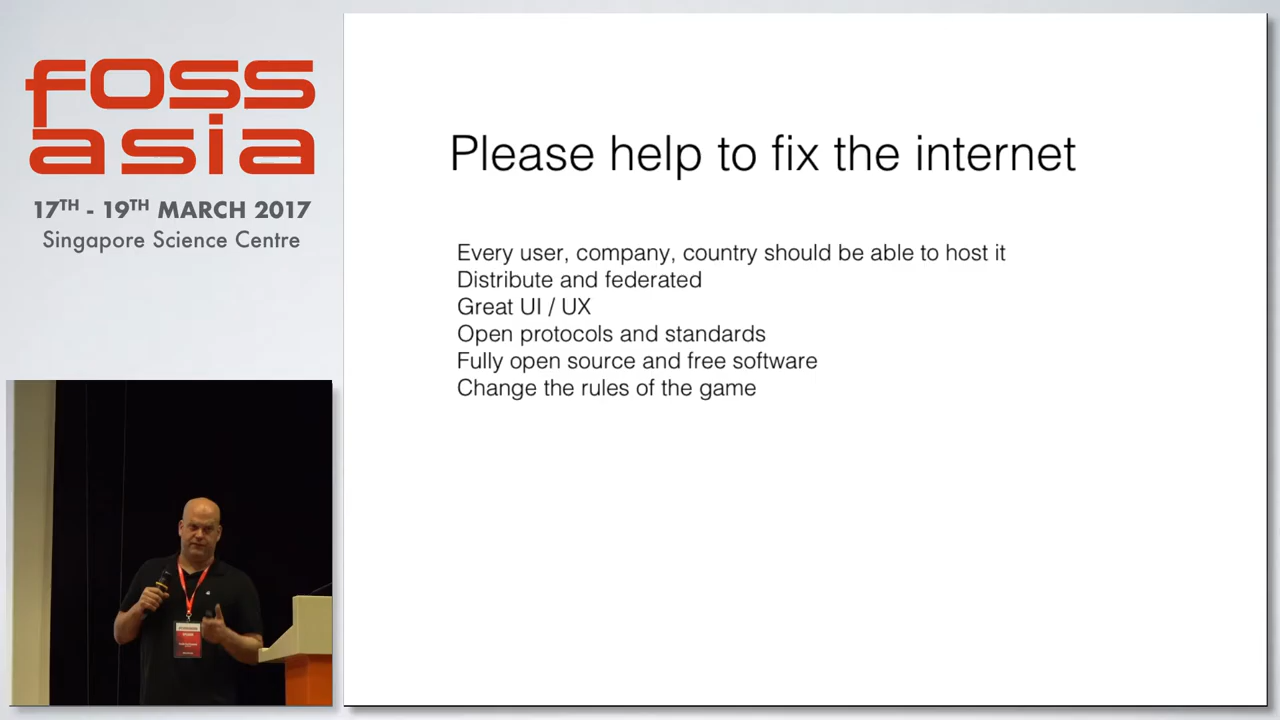 foss
asia
17TH - 19TH MARCH 2017
Singapore Science Centre
Please help to fix the internet
Every user, company, country should be able to host it
Distribute and federated
Great UI / UX
Open protocols and standards
Fully open source and free software
Change the rules of the game